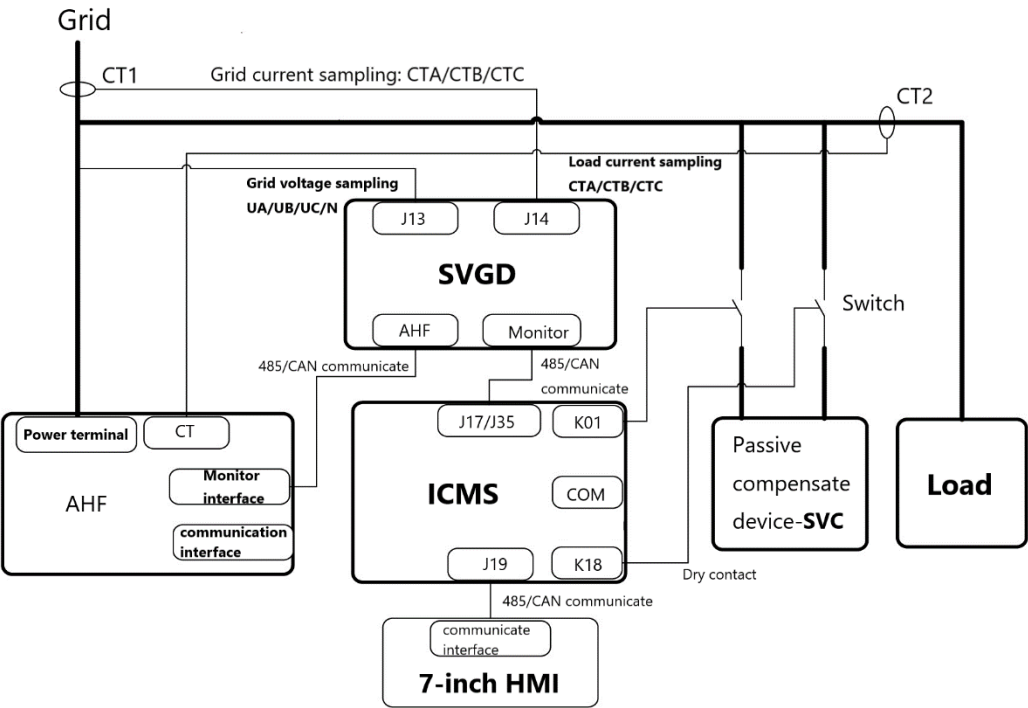 Grid
CT1
Grid current sampling: CTA/CTB/CTC
CT2
Load current sampling
CTA/CTB/CTC
Grid voltage sampling
UA/UB/UC/N
J13
J14
SVGD
AHF
Monitor
Switch
485/CAN communicate
485/CAN
communicate
Power terminal
CT
J17/J35
K01
Monitor
interface
AHF
ICMS
COM
communication
interface
J19
K18
Passive
compensate
device-SVC
Load
Dry contact
485/CAN communicate
communicate
interface
7-inch HMI